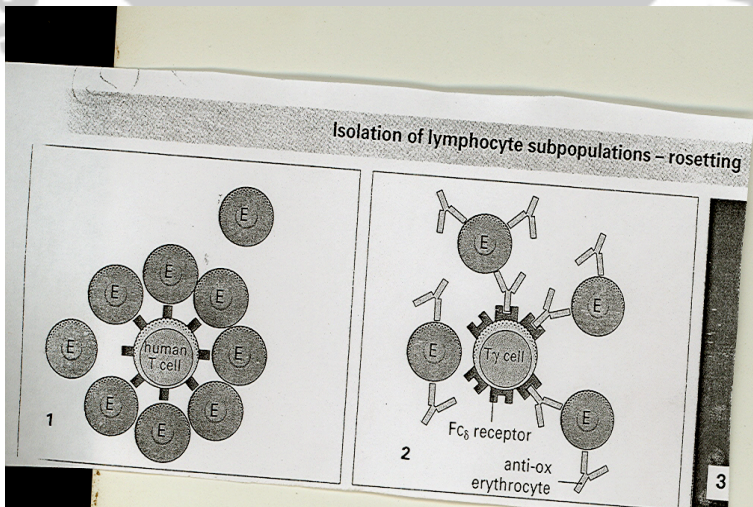 Isolation of lymphocyte subpopulations – rosetting
E
E
E
E
E
E
E
E
E
human
T cell
1
E
E
E
E
Tγ cell
Fcδ receptor
anti-ox
erythrocyte
2
3